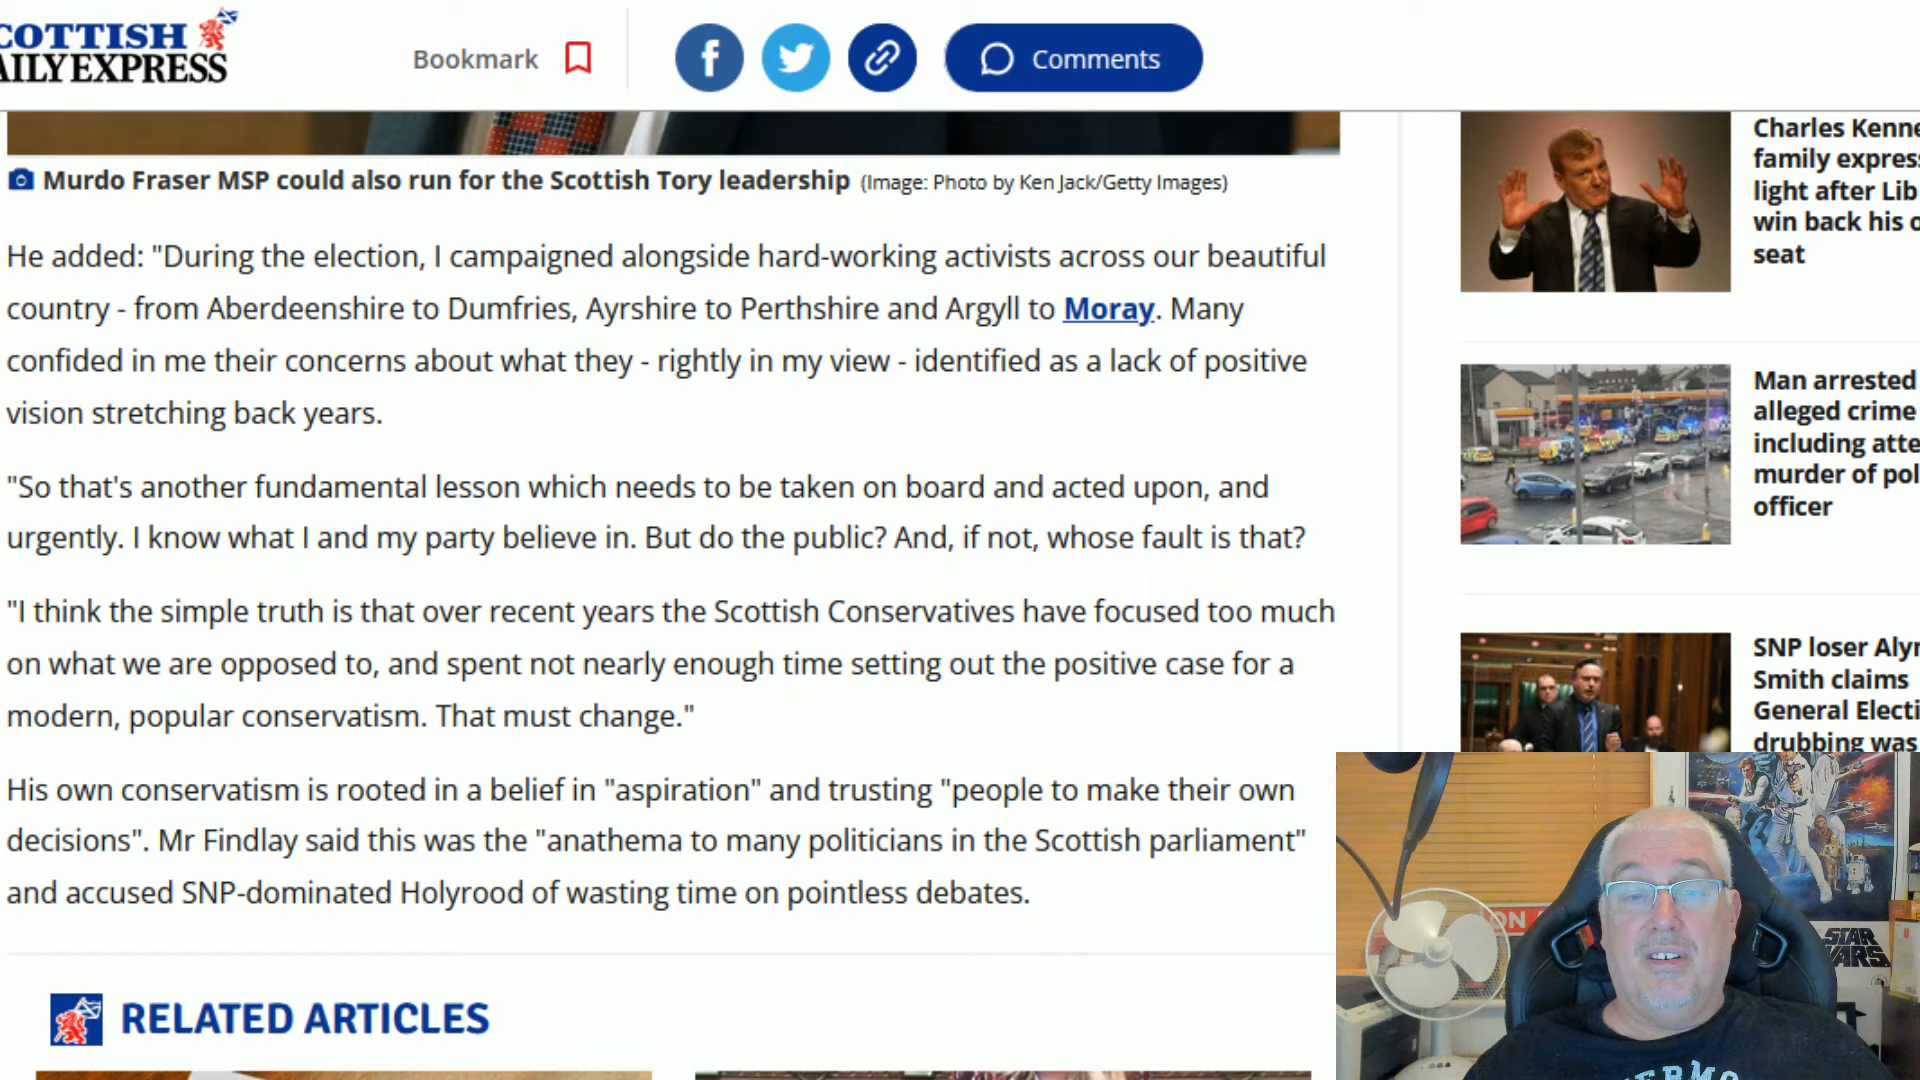 COTTISH
AILY EXPRESS
Bookmark
f
Comments
Murdo Fraser MSP could also run for the Scottish Tory leadership (Image: Photo by Ken Jack/Getty Images)
He added: "During the election, I campaigned alongside hard-working activists across our beautiful
country - from Aberdeenshire to Dumfries, Ayrshire to Perthshire and Argyll to Moray. Many
confided in me their concerns about what they - rightly in my view - identified as a lack of positive
vision stretching back years.
"So that's another fundamental lesson which needs to be taken on board and acted upon, and
urgently. I know what I and my party believe in. But do the public? And, if not, whose fault is that?
"I think the simple truth is that over recent years the Scottish Conservatives have focused too much
on what we are opposed to, and spent not nearly enough time setting out the positive case for a
modern, popular conservatism. That must change."
His own conservatism is rooted in a belief in "aspiration" and trusting "people to make their own
decisions". Mr Findlay said this was the "anathema to many politicians in the Scottish parliament"
and accused SNP-dominated Holyrood of wasting time on pointless debates.
RELATED ARTICLES
Charles Kenne
family expres
light after Lib
win back his o
seat
Man arrested
alleged crime
including atte
murder of pol
officer
SNP loser Alyn
Smith claims
General Electi
drubbing was
ON
STAR
WARS
ERMO